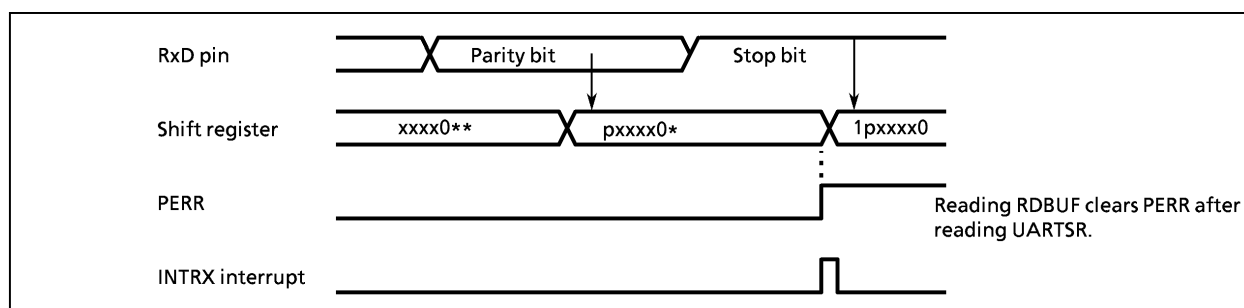 RxD pin
Parity bit
Stop bit
Shift register
xxxx0**
pxxxx0*
1pxxxx0
PERR
Reading RDBUF clears PERR after
reading UARTSR.
INTRX interrupt